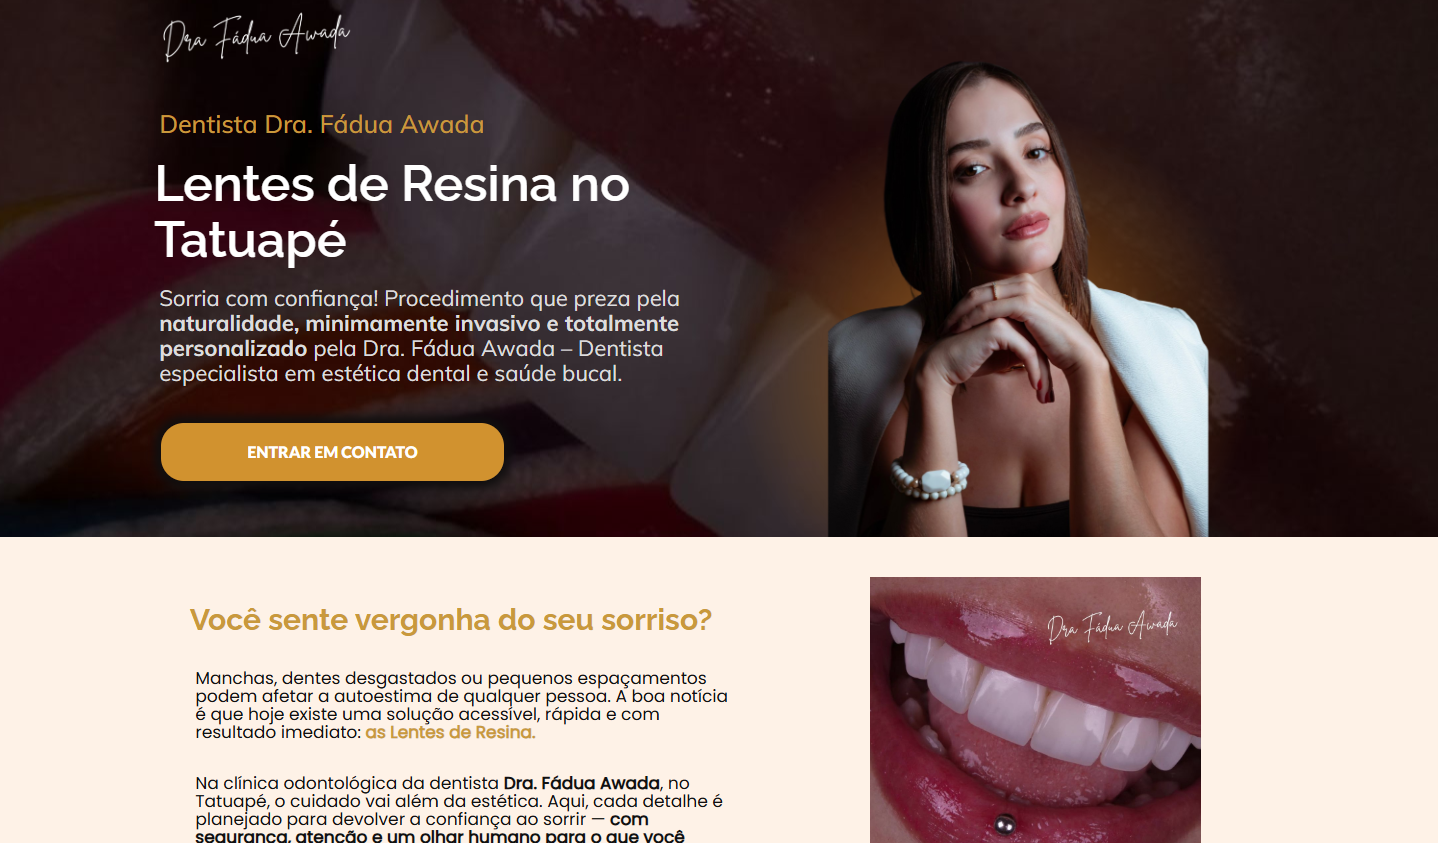 Dra Fádua Awada
Dentista Dra. Fádua Awada
Lentes de Resina no
Tatuapé
Sorria com confiança! Procedimento que preza pela
naturalidade, minimamente invasivo e totalmente
personalizado pela Dra. Fádua Awada – Dentista
especialista em estética dental e saúde bucal.
ENTRAR EM CONTATO
Você sente vergonha do seu sorriso?
Manchas, dentes desgastados ou pequenos espaçamentos
podem afetar a autoestima de qualquer pessoa. A boa notícia
é que hoje existe uma solução acessível, rápida e com
resultado imediato: as Lentes de Resina.
Na clínica odontológica da dentista Dra. Fádua Awada, no
Tatuapé, o cuidado vai além da estética. Aqui, cada detalhe é
planejado para devolver a confiança ao sorrir — com
segurança, atenção e um olhar humano para o que você
Dra Fádua Awada